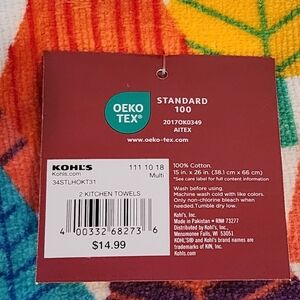 OEKO
TEX®
STANDARD
100
2017OK0349
AITEX
www.oeko-tex.com
KOHL'S
Kohls.com
111 10 18
Multi
34STLHOKT31
2 KITCHEN TOWELS
4 00332 68273 6
$14.99
100% Cotton.
15 in. x 26 in. (38.1 cm x 66 cm)
*See care label for full content information
Wash before using.
Machine wash cold with like colors.
Only non-chlorine bleach when
needed. Tumble dry low.
Kohl's, Inc.
Made in Pakistan • RN# 73277
Distributed by Kohl's, Inc.,
Menomonee Falls, WI 53051
KOHL'S® and Kohl's brand names are
trademarks of KIN, Inc.
Kohls.com